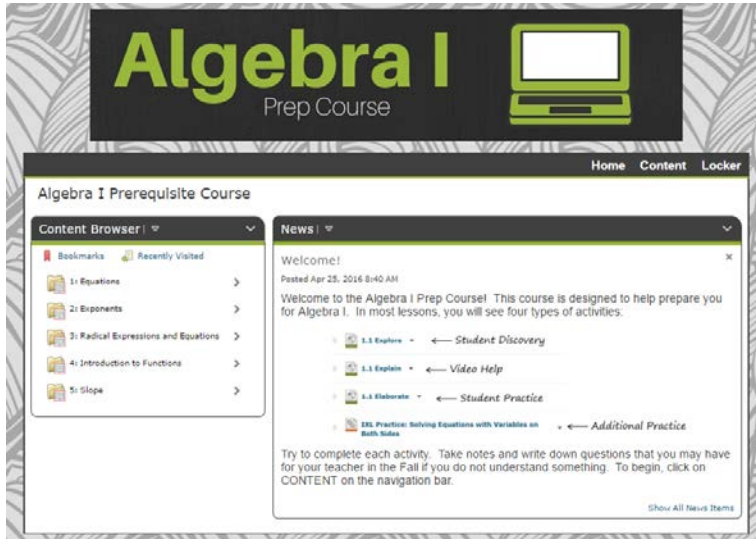 Algebra I
Prep Course
Home Content Locker
Algebra I Prerequisite Course
Content Browser
Bookmarks Recently Visited
1: Equations
2: Exponents
3: Radical Expressions and Equations
4: Introduction to Functions
5: Slope
News
Welcome!
Posted Apr 25, 2016 8:40 AM
Welcome to the Algebra I Prep Course! This course is designed to help prepare you
for Algebra I. In most lessons, you will see four types of activities:
1.1 Explore Student Discovery
1.1 Explain Video Help
1.1 Elaborate Student Practice
IXL Practice: Solving Equations with Variables on
Both Sides Additional Practice
Try to complete each activity. Take notes and write down questions that you may have
for your teacher in the Fall if you do not understand something. To begin, click on
CONTENT on the navigation bar.
Show All News Items